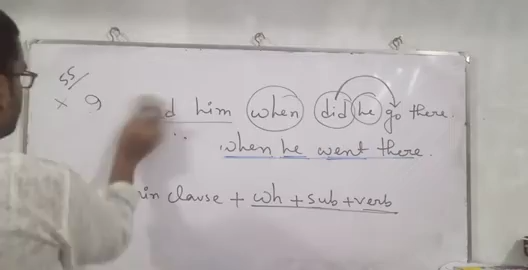 55/
× 9 him when did he go there.
when he went there.
clause + wh + sub + verb